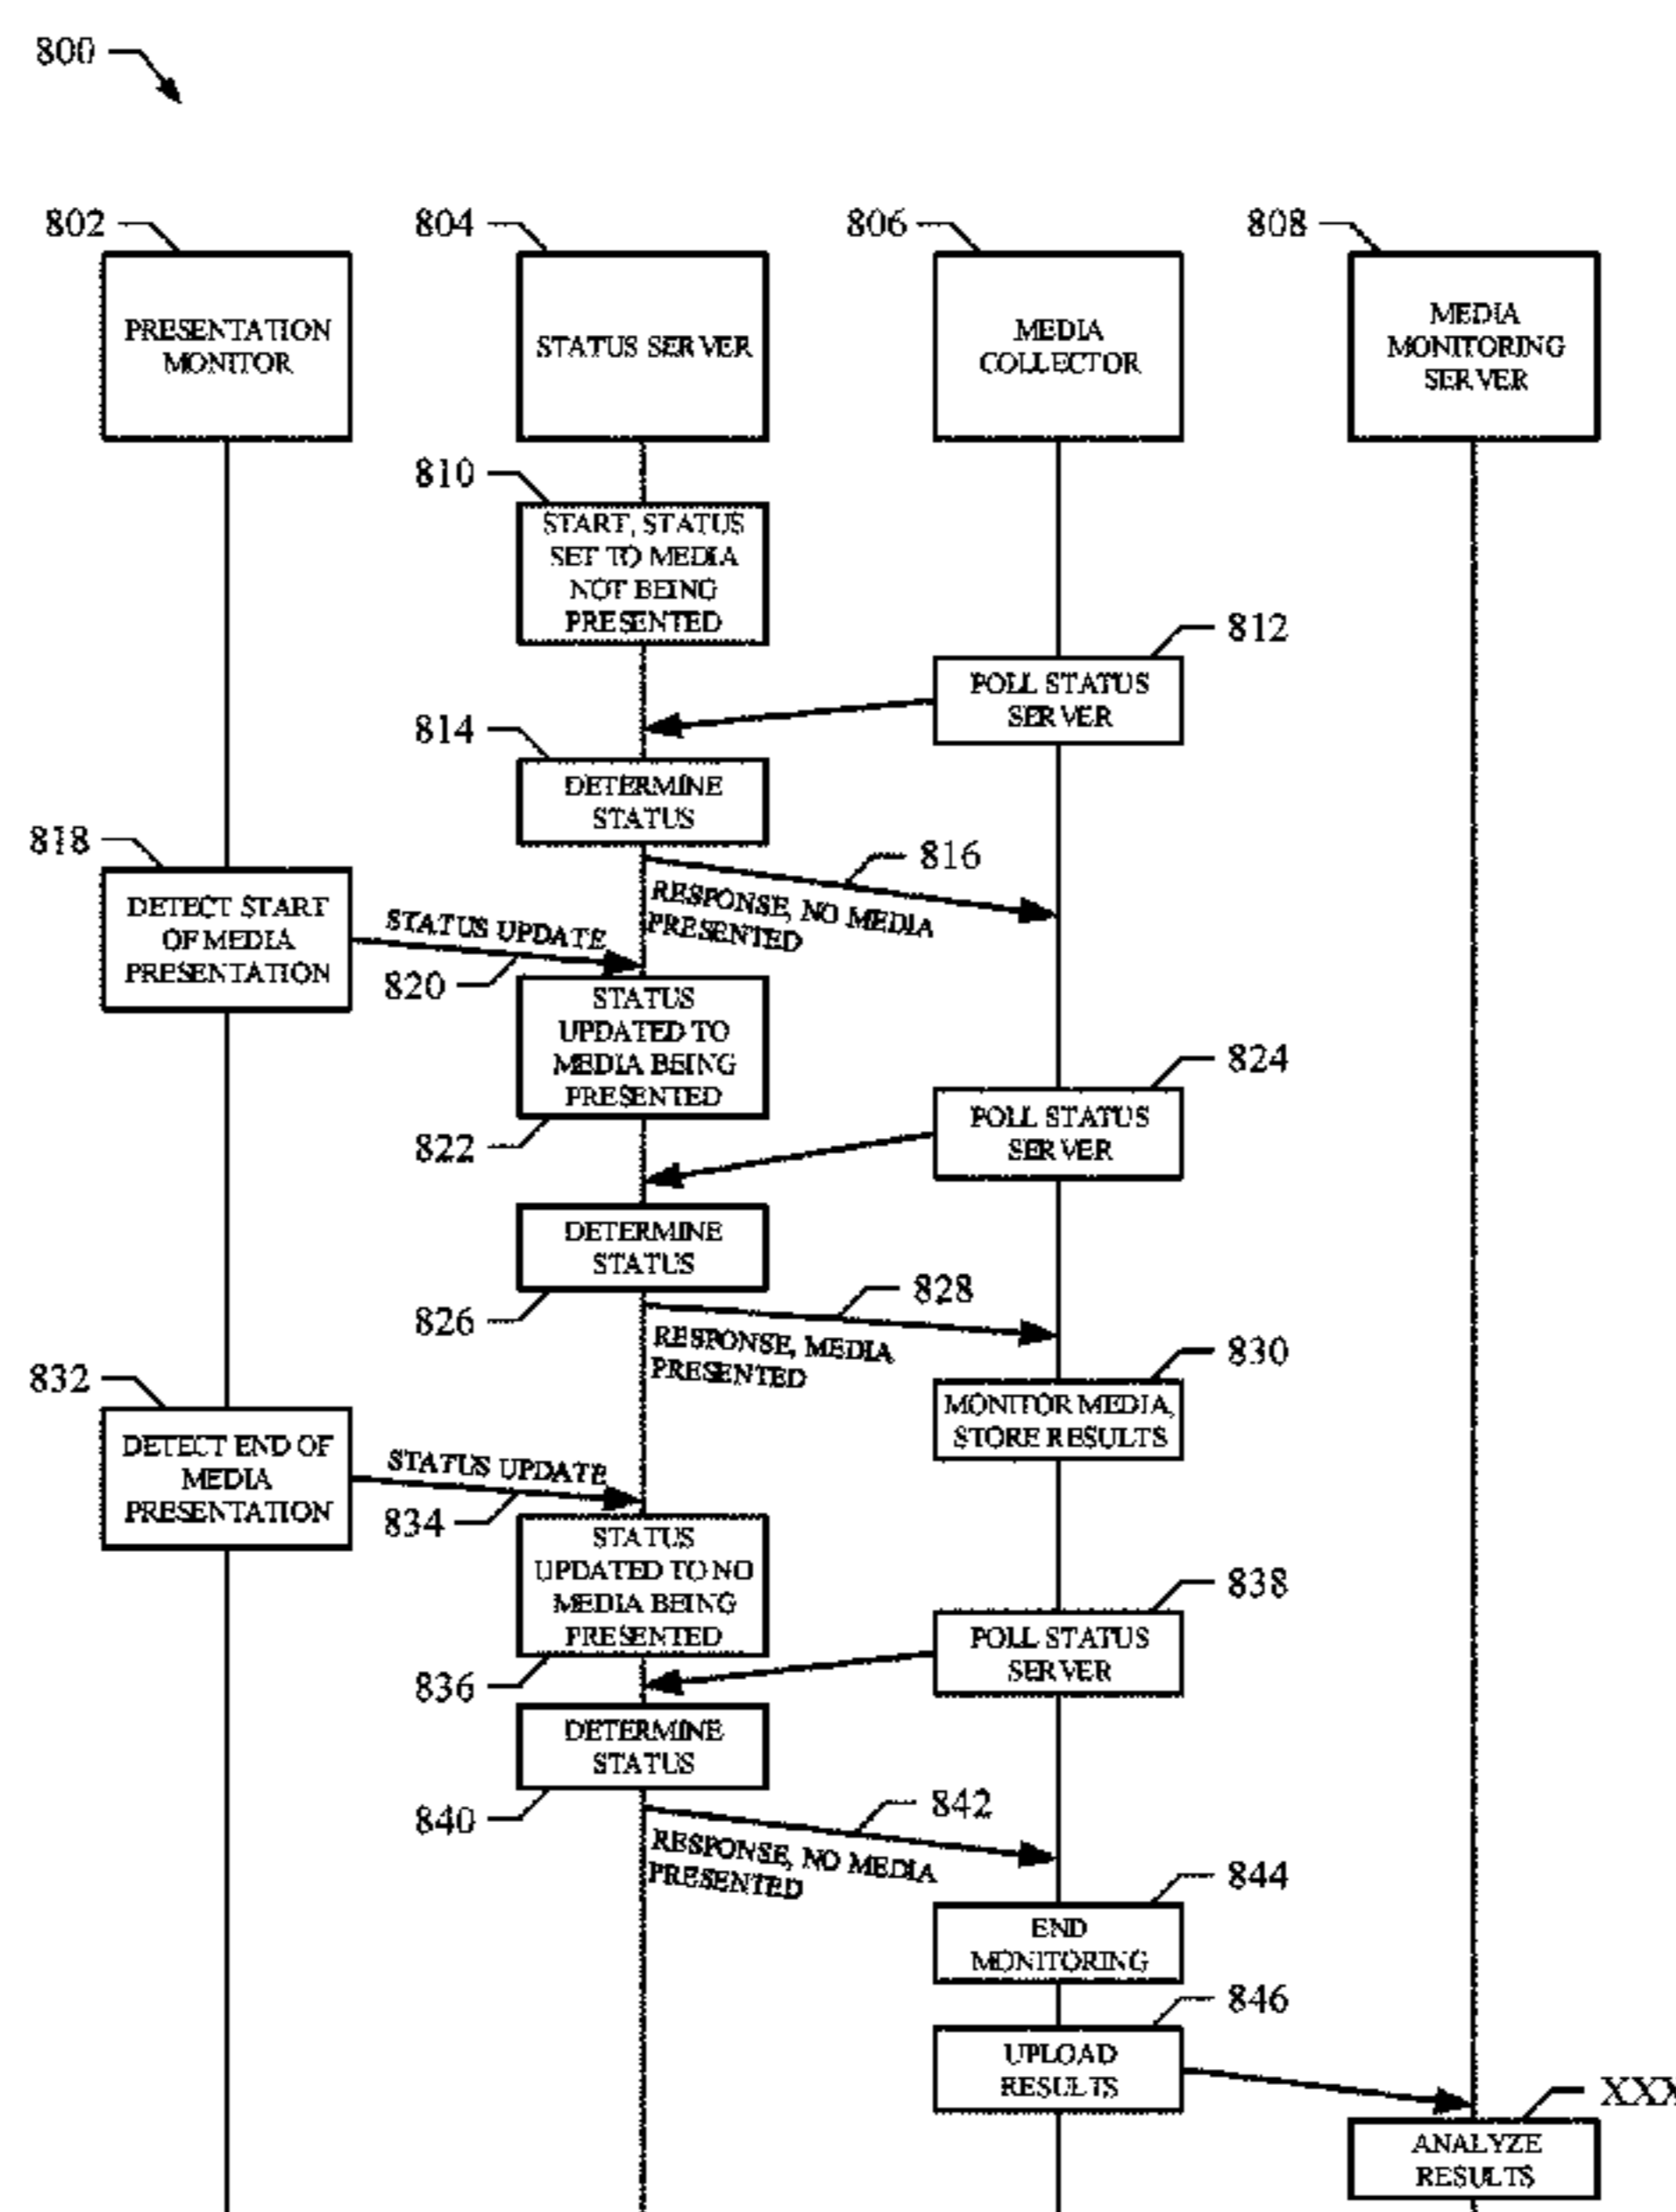 800
802
804
806
808
PRESENTATION
MONITOR
STATUS SERVER
MEDIA
COLLECTOR
MEDIA
MONITORING
SERVER
810
START, STATUS
SET TO MEDIA
NOT BEING
PRESENTED
812
POLL STATUS
SERVER
814
DETERMINE
STATUS
816
RESPONSE, NO MEDIA
PRESENTED
818
DETECT START
OF MEDIA
PRESENTATION
STATUS UPDATE
820
STATUS
UPDATED TO
MEDIA BEING
PRESENTED
822
824
POLL STATUS
SERVER
DETERMINE
STATUS
826
828
RESPONSE, MEDIA
PRESENTED
830
MONITOR MEDIA,
STORE RESULTS
832
DETECT END OF
MEDIA
PRESENTATION
STATUS UPDATE
834
STATUS
UPDATED TO NO
MEDIA BEING
PRESENTED
836
838
POLL STATUS
SERVER
DETERMINE
STATUS
840
842
RESPONSE, NO MEDIA
PRESENTED
844
END
MONITORING
846
UPLOAD
RESULTS
XXX
ANALYZE
RESULTS